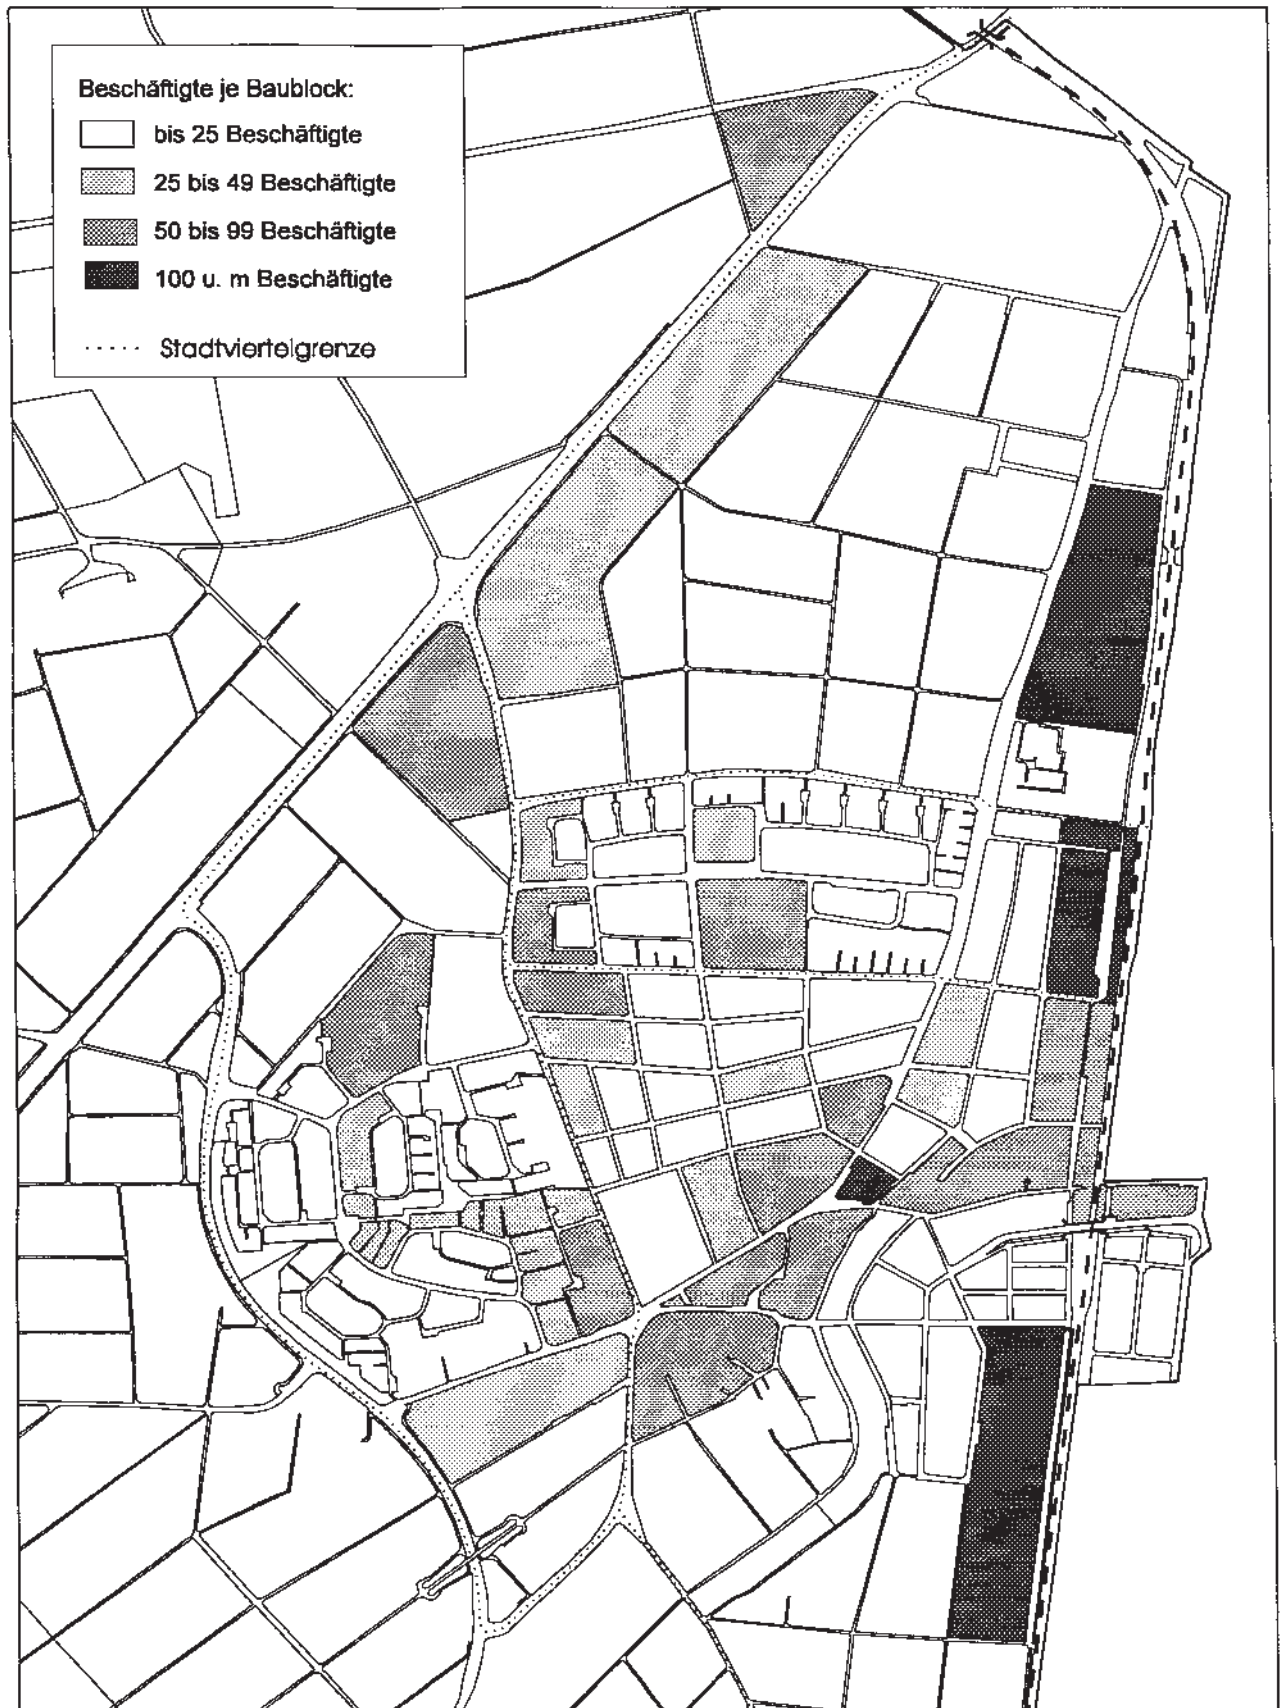 Beschäftigte je Baublock:
bis 25 Beschäftigte
25 bis 49 Beschäftigte
50 bis 99 Beschäftigte
100 u. m Beschäftigte
Stadtviertelgrenze